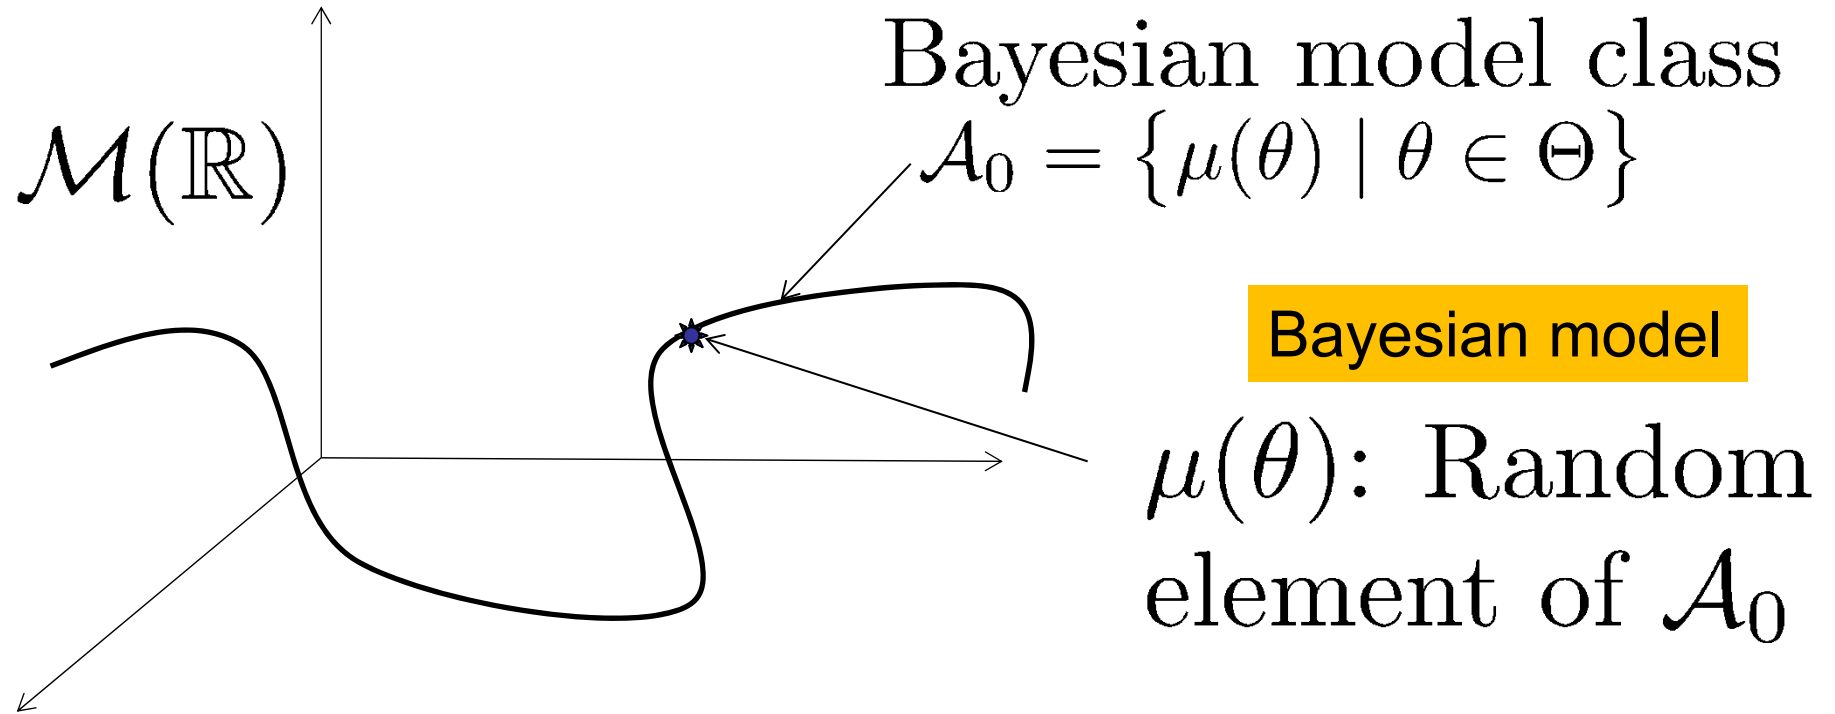 Bayesian model class
𝓜(ℝ)
𝒜₀ = {μ(θ) | θ ∈ Θ}
Bayesian model
μ(θ): Random
element of 𝒜₀